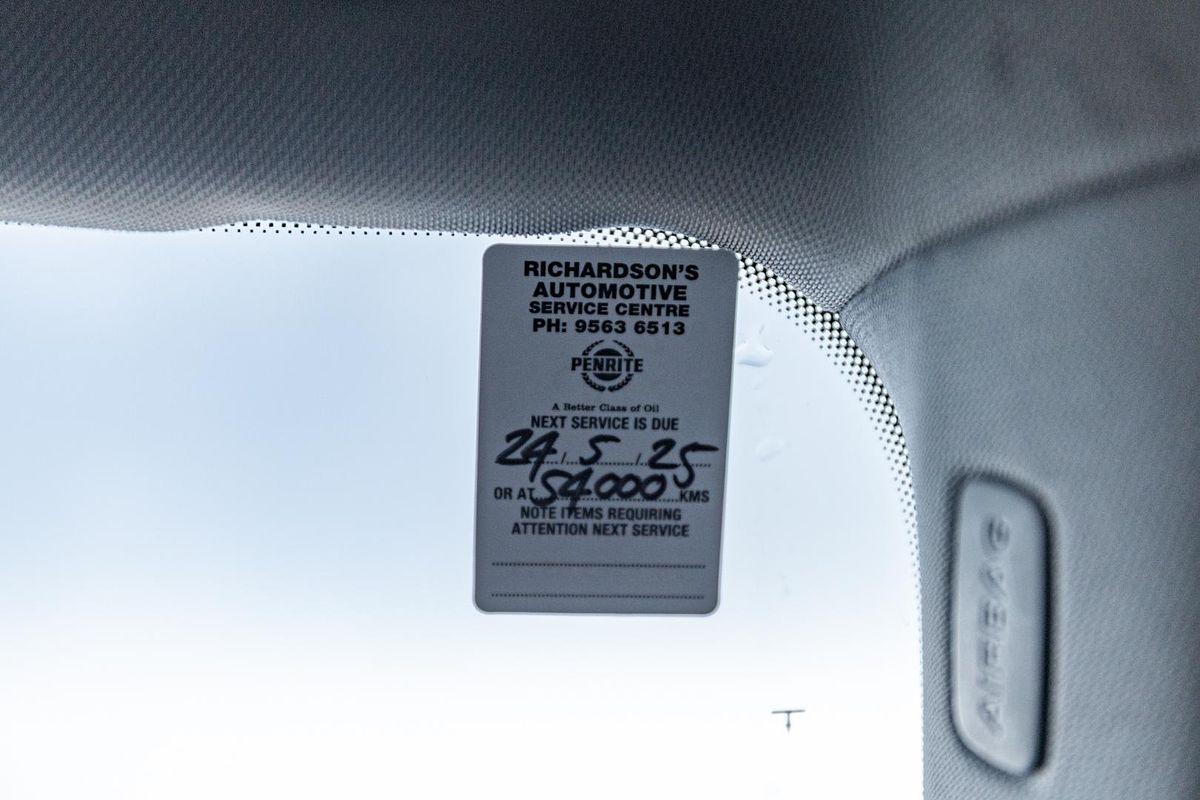 RICHARDSON'S
AUTOMOTIVE
SERVICE CENTRE
PH: 9563 6513
PENRITE
A Better Class of Oil
NEXT SERVICE IS DUE
24 / 5 / 25
OR AT 54000 KMS
NOTE ITEMS REQUIRING
ATTENTION NEXT SERVICE
AIRBAG